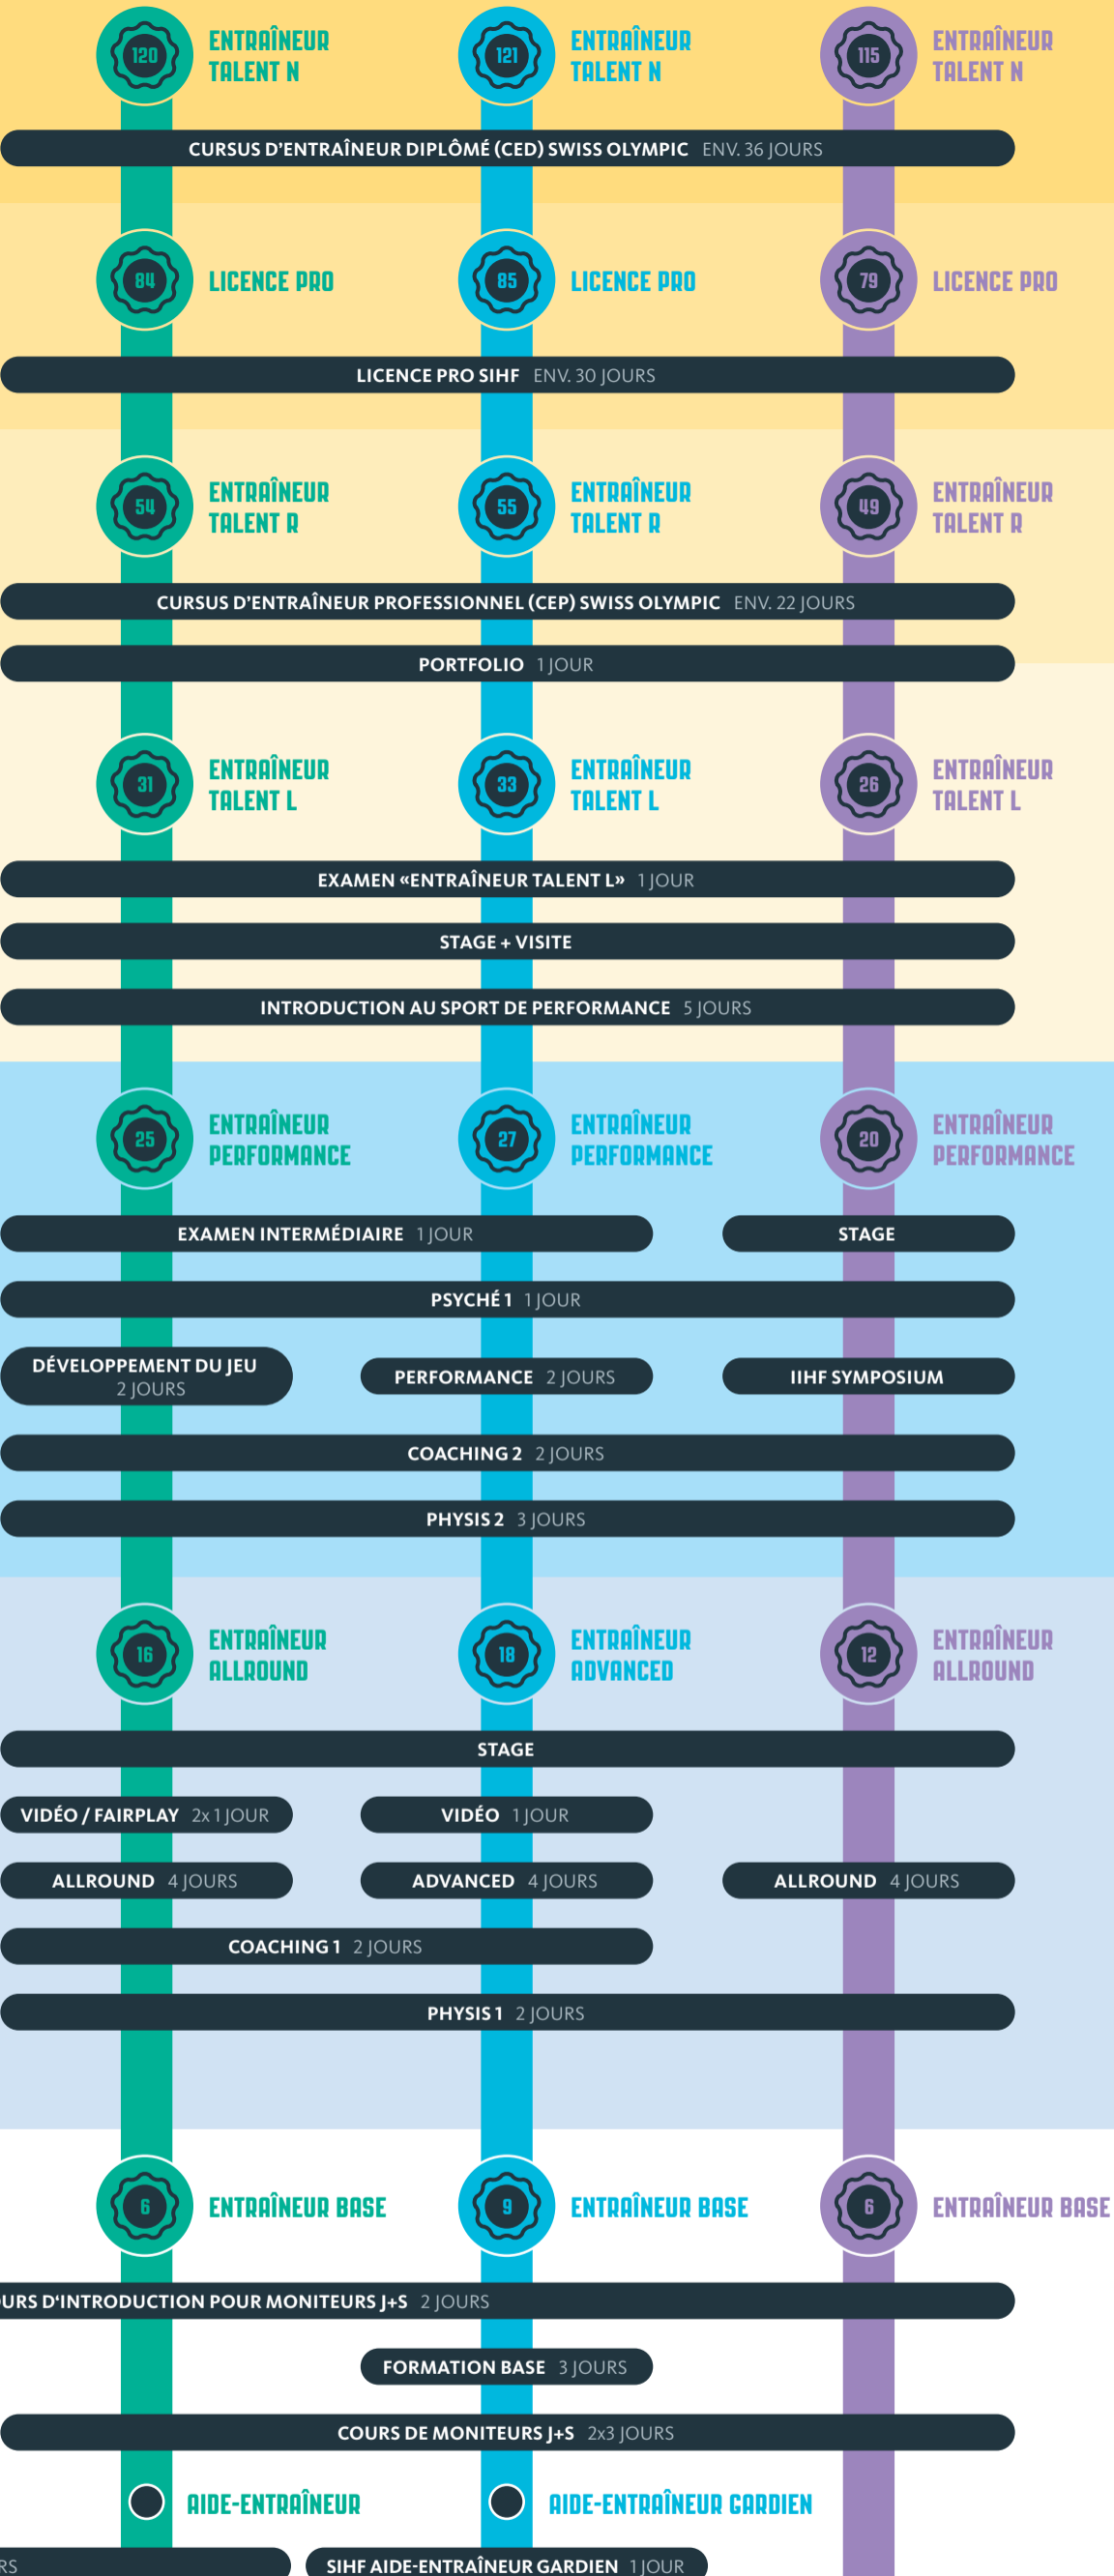 120 ENTRAÎNEUR TALENT N
121 ENTRAÎNEUR TALENT N
115 ENTRAÎNEUR TALENT N
CURSUS D’ENTRAÎNEUR DIPLÔMÉ (CED) SWISS OLYMPIC ENV. 36 JOURS
84 LICENCE PRO
85 LICENCE PRO
79 LICENCE PRO
LICENCE PRO SIHF ENV. 30 JOURS
54 ENTRAÎNEUR TALENT R
55 ENTRAÎNEUR TALENT R
49 ENTRAÎNEUR TALENT R
CURSUS D’ENTRAÎNEUR PROFESSIONNEL (CEP) SWISS OLYMPIC ENV. 22 JOURS
PORTFOLIO 1 JOUR
31 ENTRAÎNEUR TALENT L
33 ENTRAÎNEUR TALENT L
26 ENTRAÎNEUR TALENT L
EXAMEN «ENTRAÎNEUR TALENT L» 1 JOUR
STAGE + VISITE
INTRODUCTION AU SPORT DE PERFORMANCE 5 JOURS
25 ENTRAÎNEUR PERFORMANCE
27 ENTRAÎNEUR PERFORMANCE
20 ENTRAÎNEUR PERFORMANCE
EXAMEN INTERMÉDIAIRE 1 JOUR
STAGE
PSYCHÉ 1 1 JOUR
DÉVELOPPEMENT DU JEU
2 JOURS
PERFORMANCE 2 JOURS
IIHF SYMPOSIUM
COACHING 2 2 JOURS
PHYSIS 2 3 JOURS
16 ENTRAÎNEUR ALLROUND
18 ENTRAÎNEUR ADVANCED
12 ENTRAÎNEUR ALLROUND
STAGE
VIDÉO / FAIRPLAY 2x 1 JOUR
VIDÉO 1 JOUR
ALLROUND 4 JOURS
ADVANCED 4 JOURS
ALLROUND 4 JOURS
COACHING 1 2 JOURS
PHYSIS 1 2 JOURS
6 ENTRAÎNEUR BASE
9 ENTRAÎNEUR BASE
6 ENTRAÎNEUR BASE
URS D‘INTRODUCTION POUR MONITEURS J+S 2 JOURS
FORMATION BASE 3 JOURS
COURS DE MONITEURS J+S 2x3 JOURS
AIDE-ENTRAÎNEUR
AIDE-ENTRAÎNEUR GARDIEN
RS
SIHF AIDE-ENTRAÎNEUR GARDIEN 1 JOUR